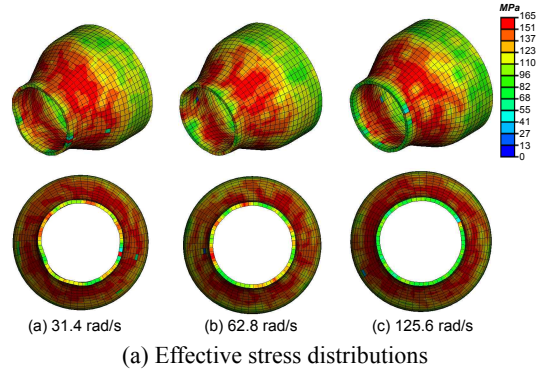 MPa
165
151
137
123
110
96
82
68
55
41
27
13
0
(a) 31.4 rad/s
(b) 62.8 rad/s
(c) 125.6 rad/s
(a) Effective stress distributions